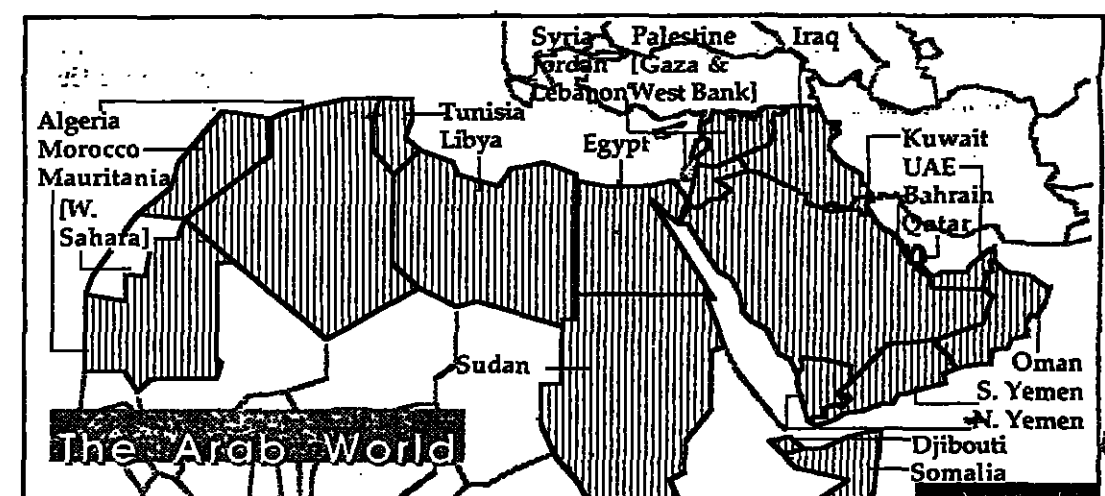 Syria Palestine Iraq
Jordan [Gaza &
Lebanon West Bank]
Algeria
Morocco
Mauritania
[W.
Sahara]
Tunisia
Libya
Egypt
Kuwait
UAE
Bahrain
Qatar
Sudan
Oman
S. Yemen
N. Yemen
Djibouti
Somalia
The Arab World